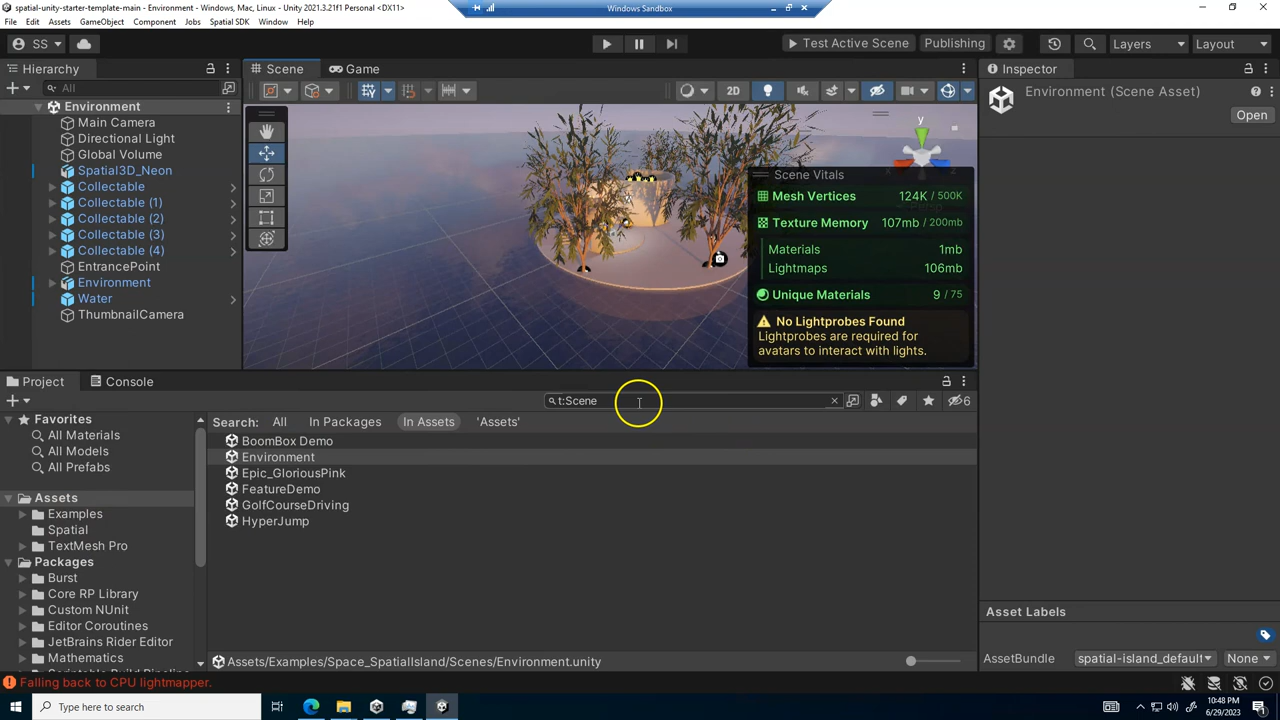 spatial-unity-starter-template-main - Environment - Windows, Mac, Linux - Unity 2021.3.21f1 Personal <DX11>
Windows Sandbox
File Edit Assets GameObject Component Jobs Spatial SDK Window Help
SS
Test Active Scene
Publishing
Layers
Layout
Hierarchy
Scene
Game
Inspector
All
2D
Environment
Main Camera
Directional Light
Global Volume
Spatial3D_Neon
Collectable
Collectable (1)
Collectable (2)
Collectable (3)
Collectable (4)
EntrancePoint
Environment
Water
ThumbnailCamera
y
Scene Vitals
Mesh Vertices 124K / 500K
Texture Memory 107mb / 200mb
Materials 1mb
Lightmaps 106mb
Unique Materials 9 / 75
No Lightprobes Found
Lightprobes are required for
avatars to interact with lights.
Environment (Scene Asset)
Open
Project
Console
t:Scene
6
Favorites
All Materials
All Models
All Prefabs
Assets
Examples
Spatial
TextMesh Pro
Packages
Burst
Core RP Library
Custom NUnit
Editor Coroutines
JetBrains Rider Editor
Mathematics
Search: All In Packages In Assets 'Assets'
BoomBox Demo
Environment
Epic_GloriousPink
FeatureDemo
GolfCourseDriving
HyperJump
Assets/Examples/Space_SpatialIsland/Scenes/Environment.unity
Asset Labels
AssetBundle spatial-island_default None
Falling back to CPU lightmapper.
Type here to search
10:48 PM
6/29/2023